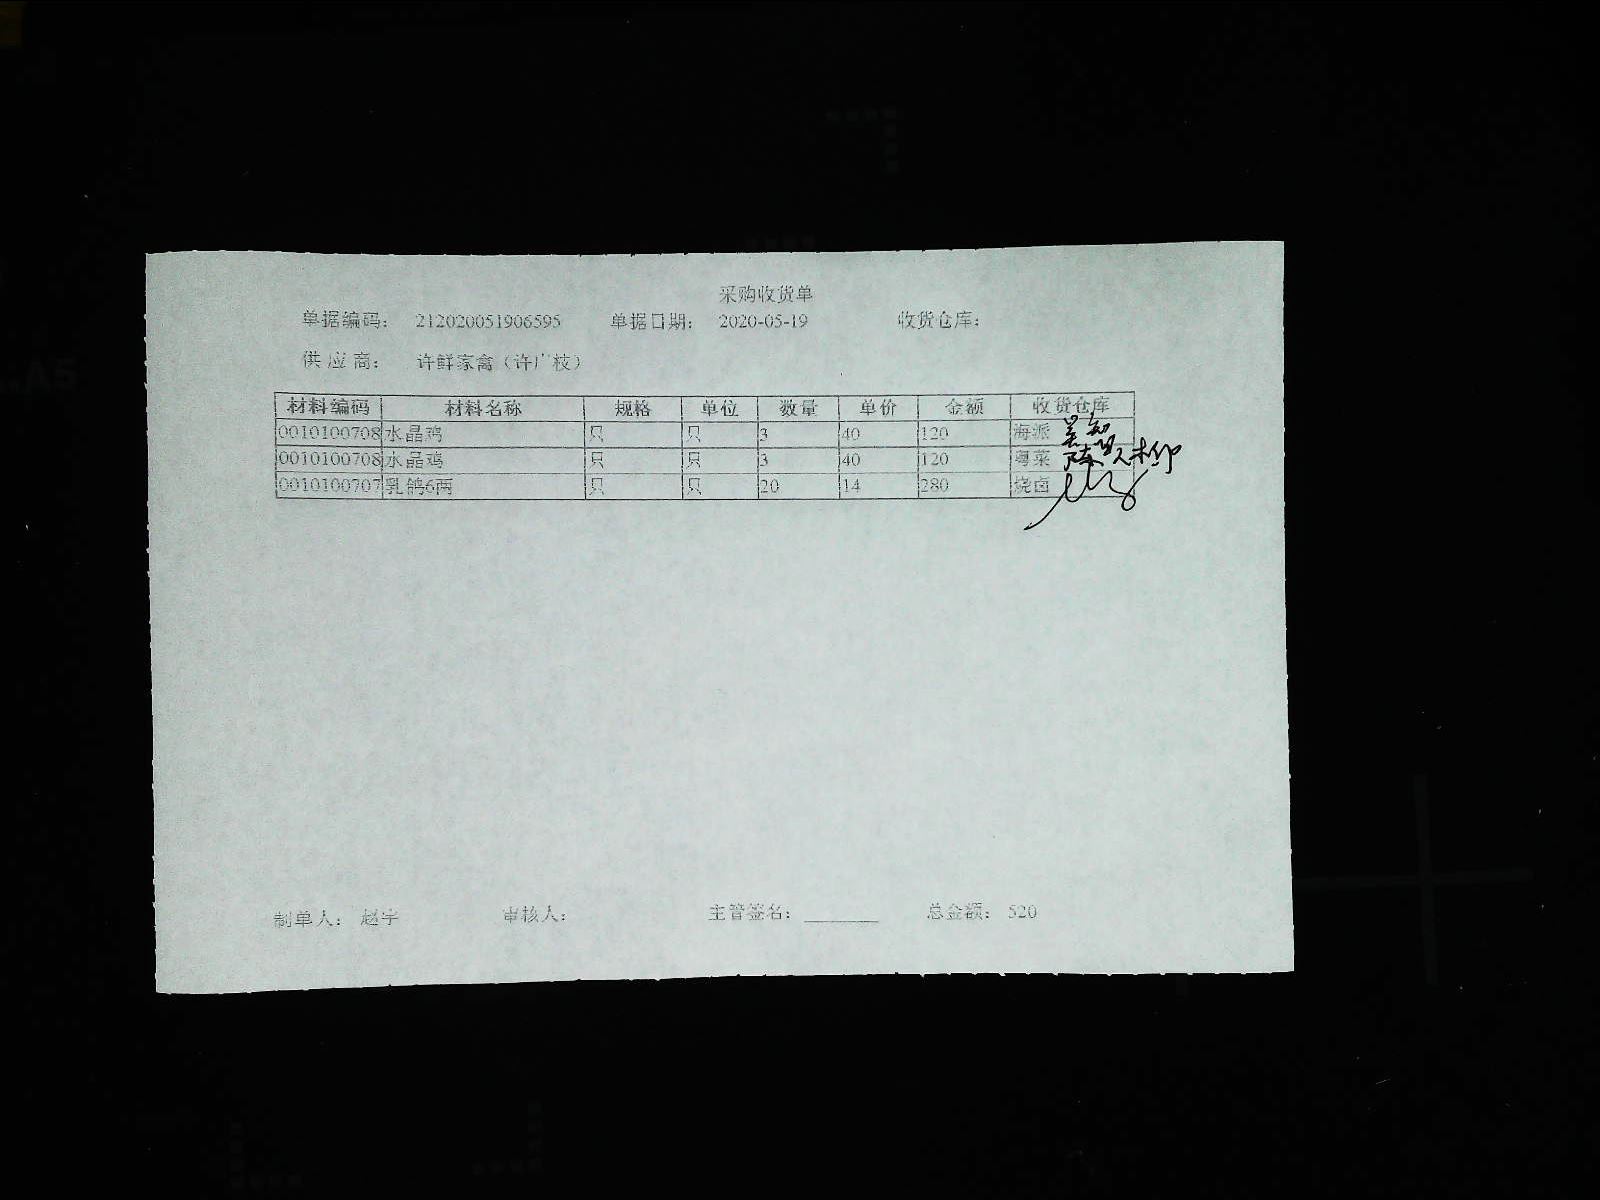 采购收货单
单据编码： 212020051906595 单据日期： 2020-05-19 收货仓库：
供应商： 许鲜家禽（许广枝）
材料编码 材料名称 规格 单位 数量 单价 金额 收货仓库
0010100708 水晶鸡 只 只 3 40 120 海派
0010100708 水晶鸡 只 只 3 40 120 粤菜
0010100707 乳鸽6两 只 只 20 14 280 烧卤
制单人： 赵宇 审核人： 主管签名： 总金额： 520